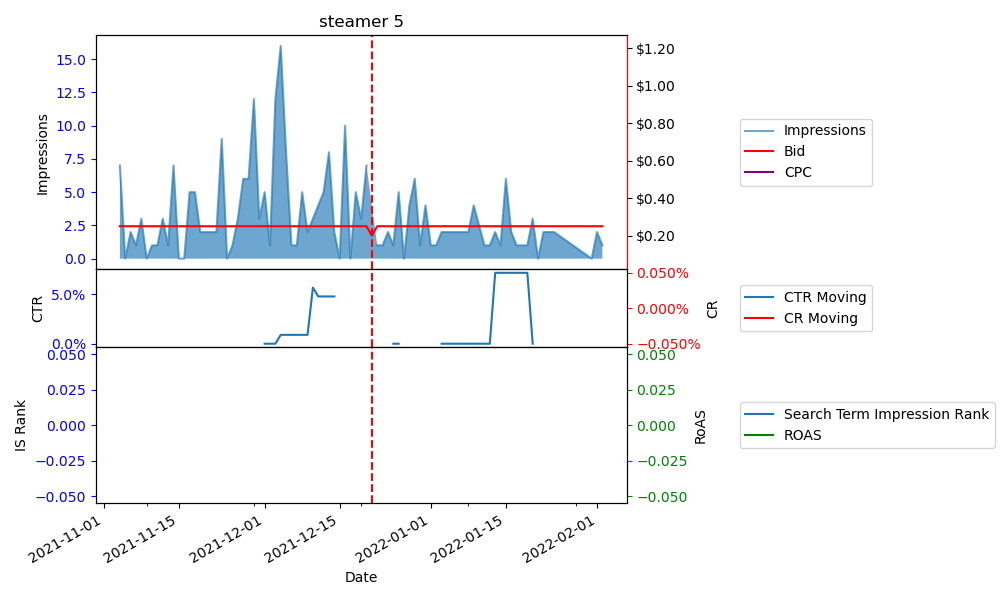 steamer 5
Impressions
15.0
12.5
10.0
7.5
5.0
2.5
0.0
$1.20
$1.00
$0.80
$0.60
$0.40
$0.20
Impressions
Bid
CPC
CTR
5.0%
0.0%
0.050%
0.000%
−0.050%
CR
CTR Moving
CR Moving
IS Rank
0.050
0.025
0.000
−0.025
−0.050
0.050
0.025
0.000
−0.025
−0.050
RoAS
Search Term Impression Rank
ROAS
2021-11-01
2021-11-15
2021-12-01
2021-12-15
2022-01-01
2022-01-15
2022-02-01
Date